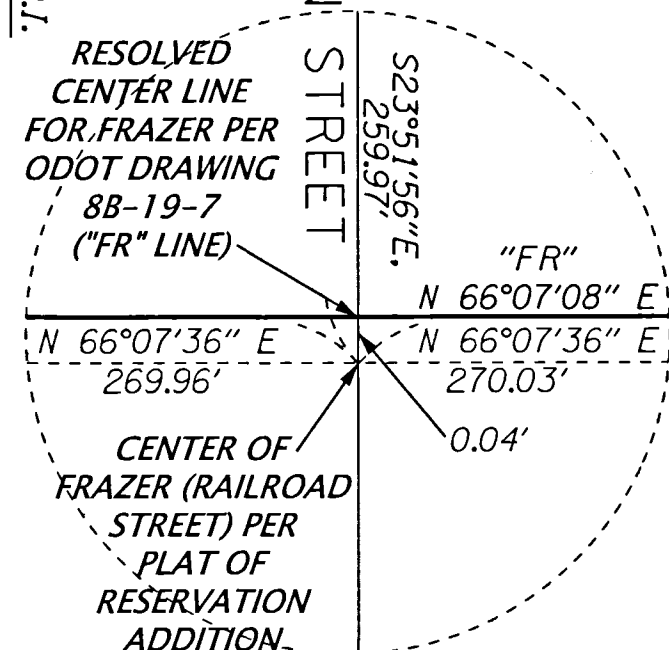 RESOLVED
CENTER LINE
FOR FRAZER PER
ODOT DRAWING
8B-19-7
("FR" LINE)
STREET
S23°51'56"E.
259.97'
"FR"
N 66°07'08" E
N 66°07'36" E
269.96'
N 66°07'36" E
270.03'
0.04'
CENTER OF
FRAZER (RAILROAD
STREET) PER
PLAT OF
RESERVATION
ADDITION